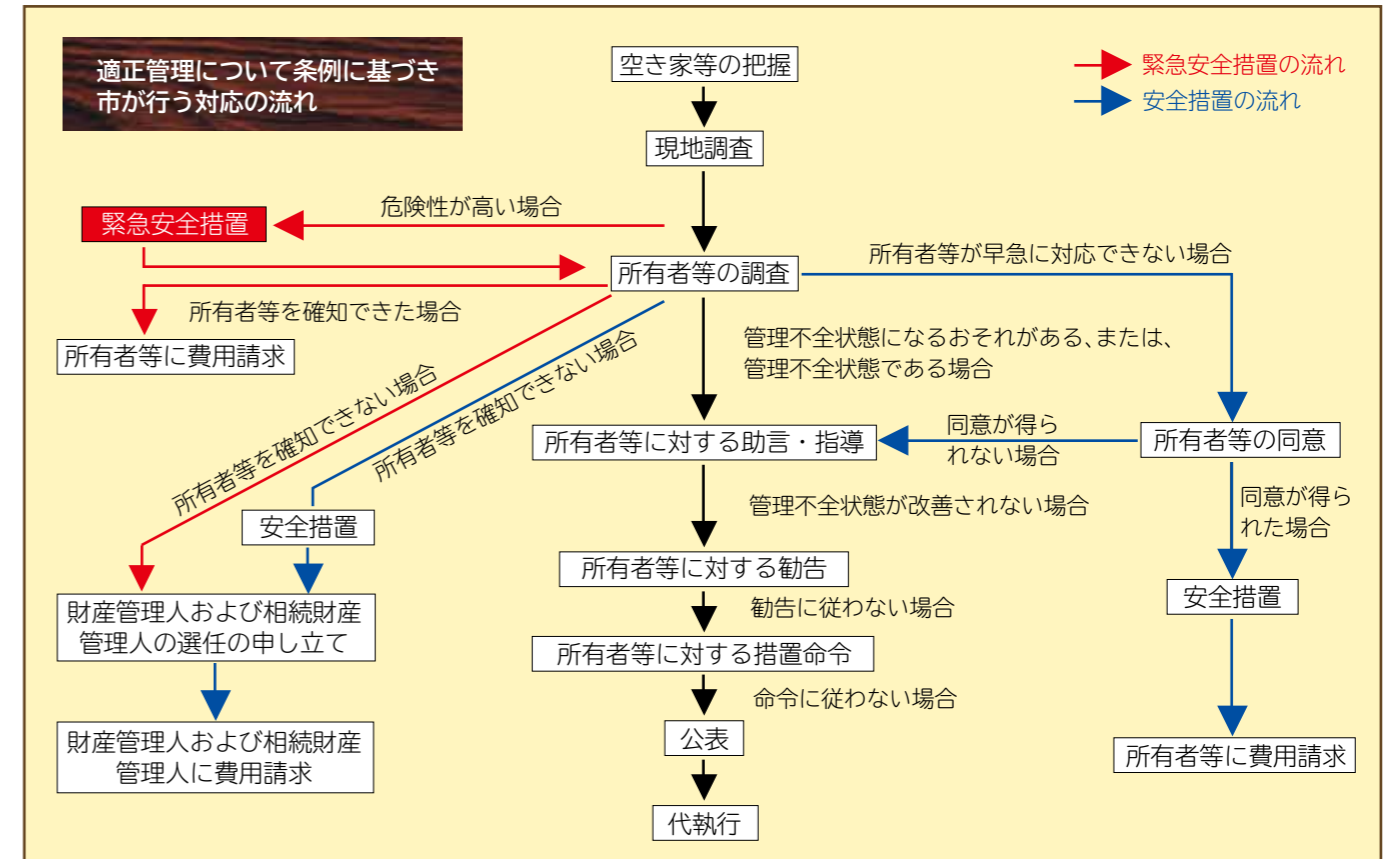 適正管理について条例に基づき
市が行う対応の流れ
空き家等の把握
緊急安全措置の流れ
安全措置の流れ
現地調査
危険性が高い場合
緊急安全措置
所有者等の調査
所有者等が早急に対応できない場合
所有者等を確知できた場合
所有者等に費用請求
管理不全状態になるおそれがある、または、
管理不全状態である場合
所有者等を確知できない場合
所有者等を確知できない場合
所有者等に対する助言・指導
同意が得ら
れない場合
所有者等の同意
管理不全状態が改善されない場合
同意が得ら
れた場合
安全措置
所有者等に対する勧告
安全措置
財産管理人および相続財産
管理人の選任の申し立て
勧告に従わない場合
所有者等に対する措置命令
命令に従わない場合
財産管理人および相続財産
管理人に費用請求
公表
所有者等に費用請求
代執行